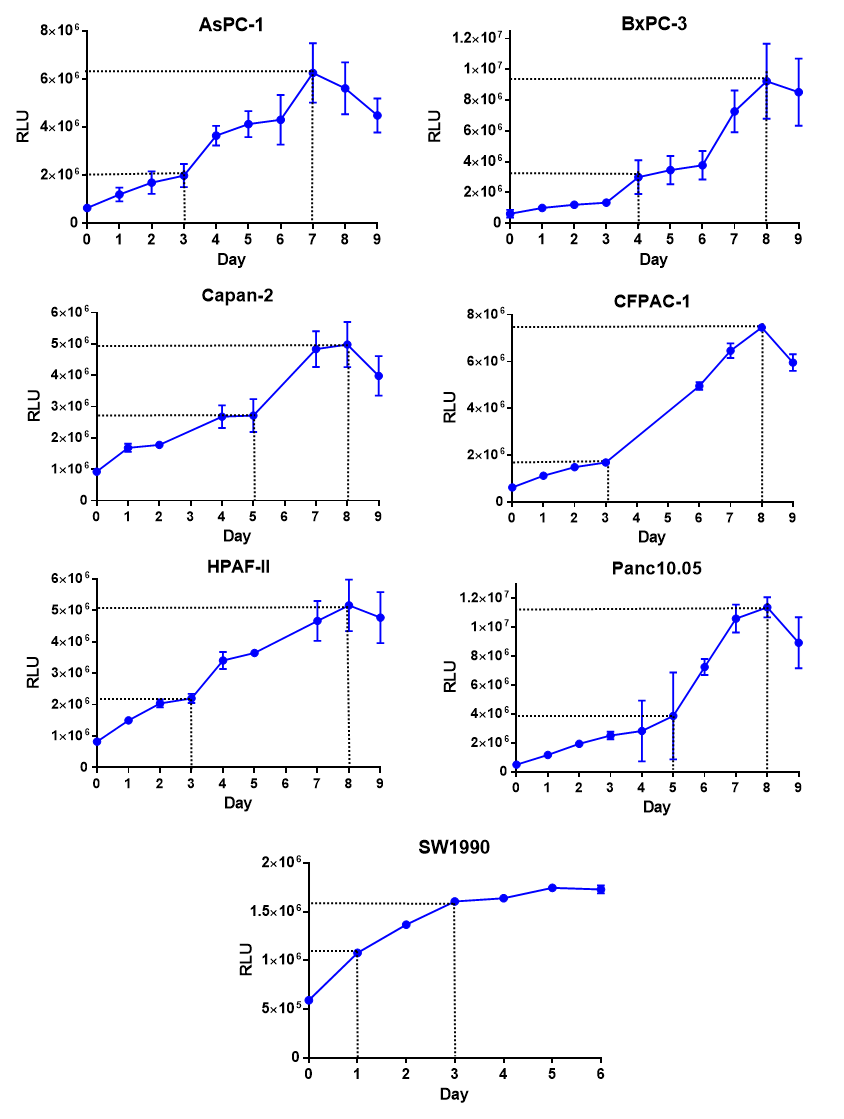 AsPC-1
8×10⁶
6×10⁶
4×10⁶
2×10⁶
0
RLU
0 1 2 3 4 5 6 7 8 9
Day
BxPC-3
1.2×10⁷
1×10⁷
8×10⁶
6×10⁶
4×10⁶
2×10⁶
0
RLU
0 1 2 3 4 5 6 7 8 9
Day
Capan-2
6×10⁶
5×10⁶
4×10⁶
3×10⁶
2×10⁶
1×10⁶
0
RLU
0 1 2 3 4 5 6 7 8 9
Day
CFPAC-1
8×10⁶
6×10⁶
4×10⁶
2×10⁶
0
RLU
0 1 2 3 4 5 6 7 8 9
Day
HPAF-II
6×10⁶
5×10⁶
4×10⁶
3×10⁶
2×10⁶
1×10⁶
0
RLU
0 1 2 3 4 5 6 7 8 9
Day
Panc10.05
1.2×10⁷
1×10⁷
8×10⁶
6×10⁶
4×10⁶
2×10⁶
0
RLU
0 1 2 3 4 5 6 7 8 9
Day
SW1990
2×10⁶
1.5×10⁶
1×10⁶
5×10⁵
0
RLU
0 1 2 3 4 5 6
Day